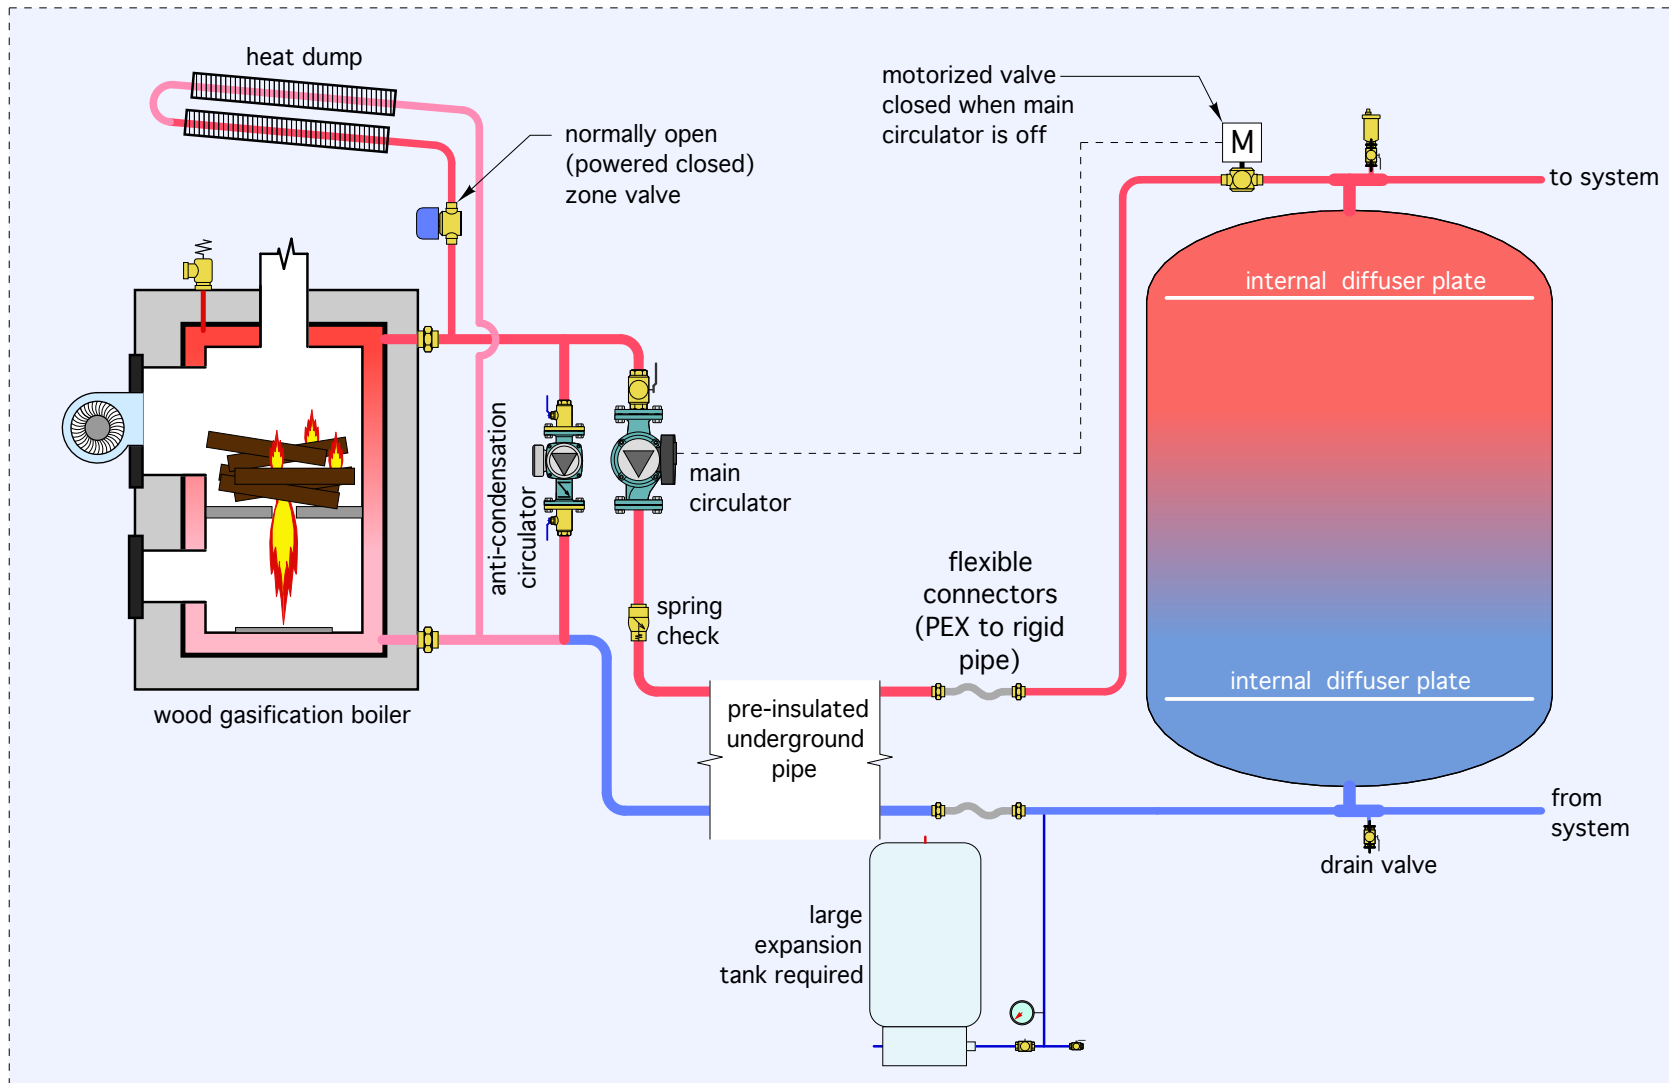 heat dump
normally open
(powered closed)
zone valve
motorized valve
closed when main
circulator is off
M
to system
internal diffuser plate
anti-condensation
circulator
main
circulator
spring
check
flexible
connectors
(PEX to rigid
pipe)
internal diffuser plate
wood gasification boiler
pre-insulated
underground
pipe
from
system
drain valve
large
expansion
tank required